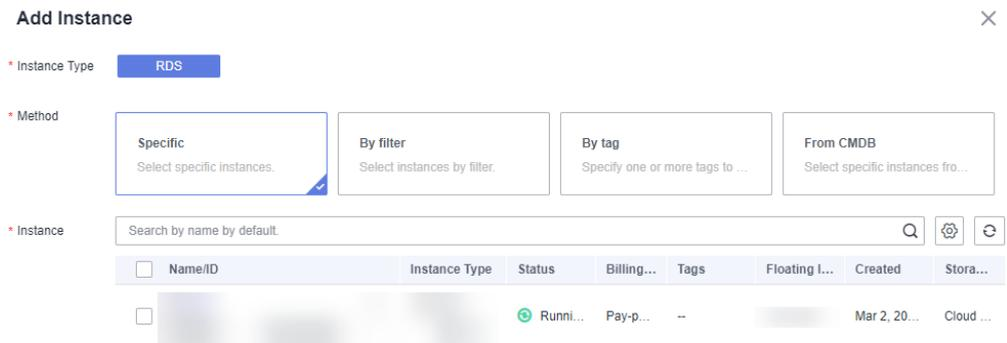 Add Instance
* Instance Type RDS
* Method
Specific By filter By tag From CMDB
Select specific instances. Select instances by filter. Specify one or more tags to ... Select specific instances fro...
* Instance Search by name by default.
Name/ID Instance Type Status Billing... Tags Floating I... Created Stora...
Runni... Pay-p... -- Mar 2, 20... Cloud ...